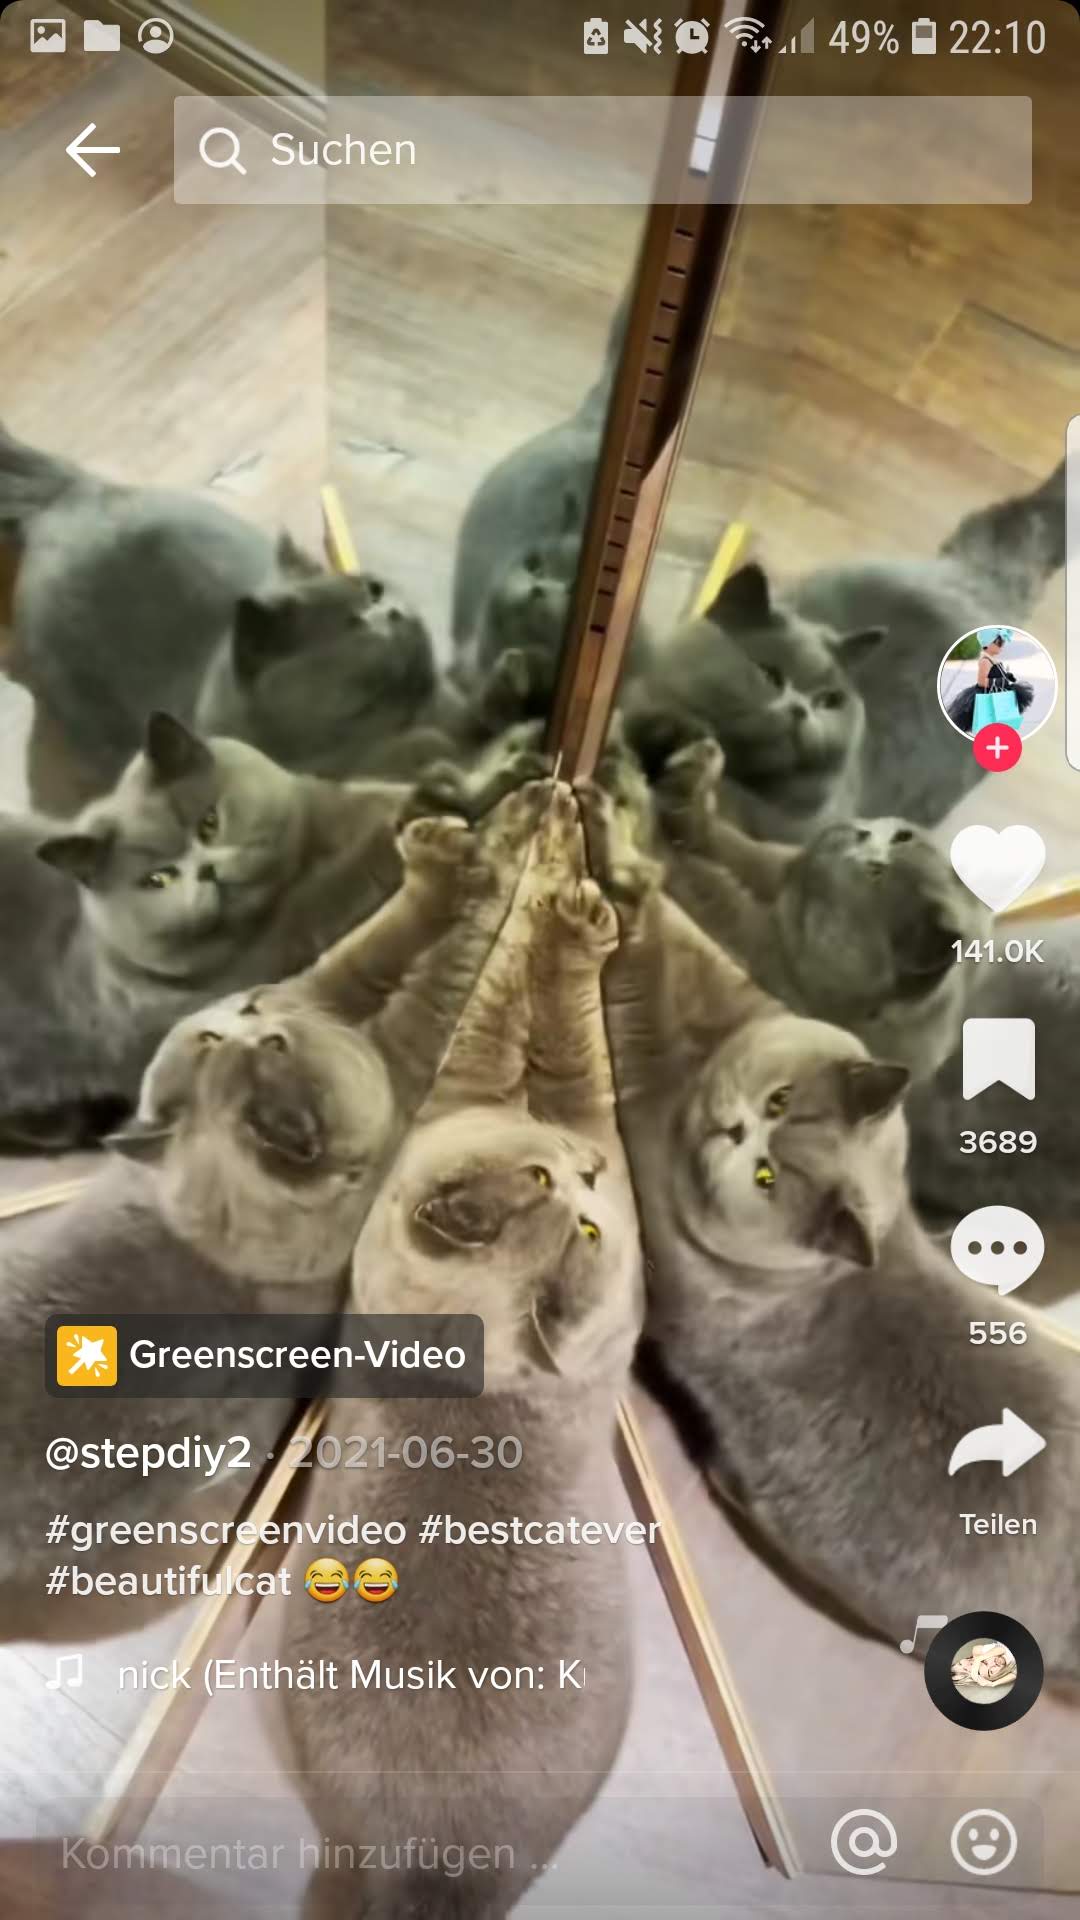 49% 22:10
Suchen
141.0K
3689
556
Greenscreen-Video
@stepdiy2 · 2021-06-30
Teilen
#greenscreenvideo #bestcatever
#beautifulcat 😂😂
nick (Enthält Musik von: K
Kommentar hinzufügen ...